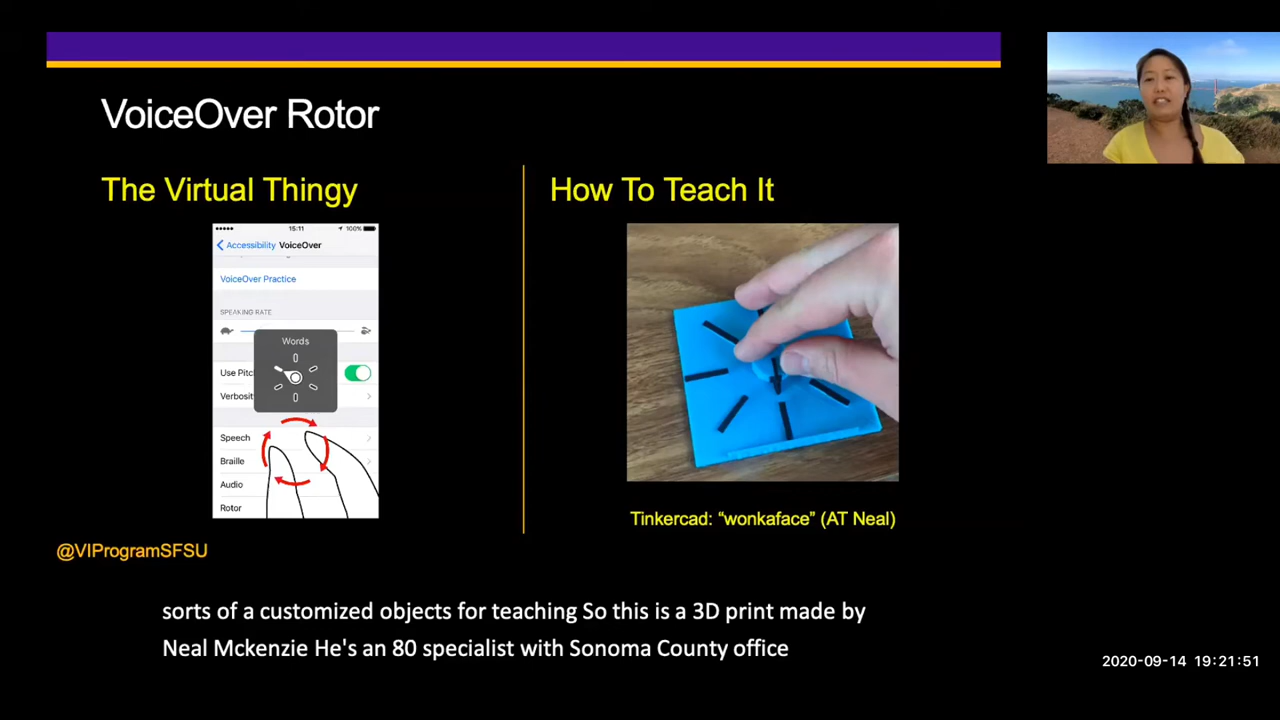 VoiceOver Rotor
The Virtual Thingy
15:11
100%
Accessibility VoiceOver
VoiceOver Practice
SPEAKING RATE
Words
Use Pitc
Verbosit
Speech
Braille
Audio
Rotor
How To Teach It
Tinkercad: “wonkaface” (AT Neal)
@VIProgramSFSU
sorts of a customized objects for teaching So this is a 3D print made by
Neal Mckenzie He's an 80 specialist with Sonoma County office
2020-09-14 19:21:51